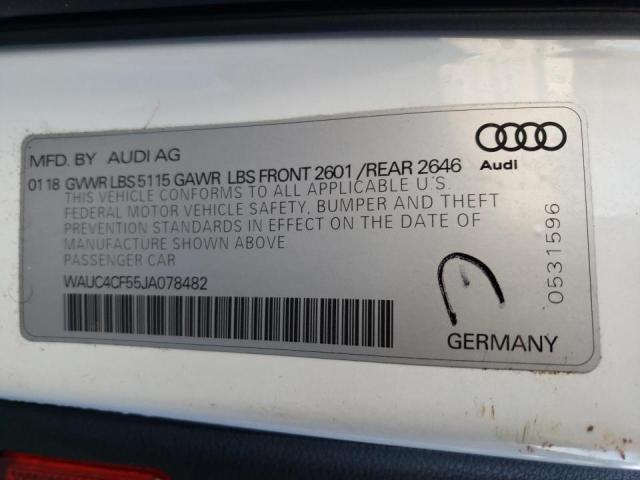 MFD. BY AUDI AG
01 18 GVWR LBS 5115 GAWR LBS FRONT 2601 /REAR 2646
THIS VEHICLE CONFORMS TO ALL APPLICABLE U.S.
FEDERAL MOTOR VEHICLE SAFETY, BUMPER AND THEFT
PREVENTION STANDARDS IN EFFECT ON THE DATE OF
MANUFACTURE SHOWN ABOVE
PASSENGER CAR
WAUC4CF55JA078482
Audi
0531596
GERMANY